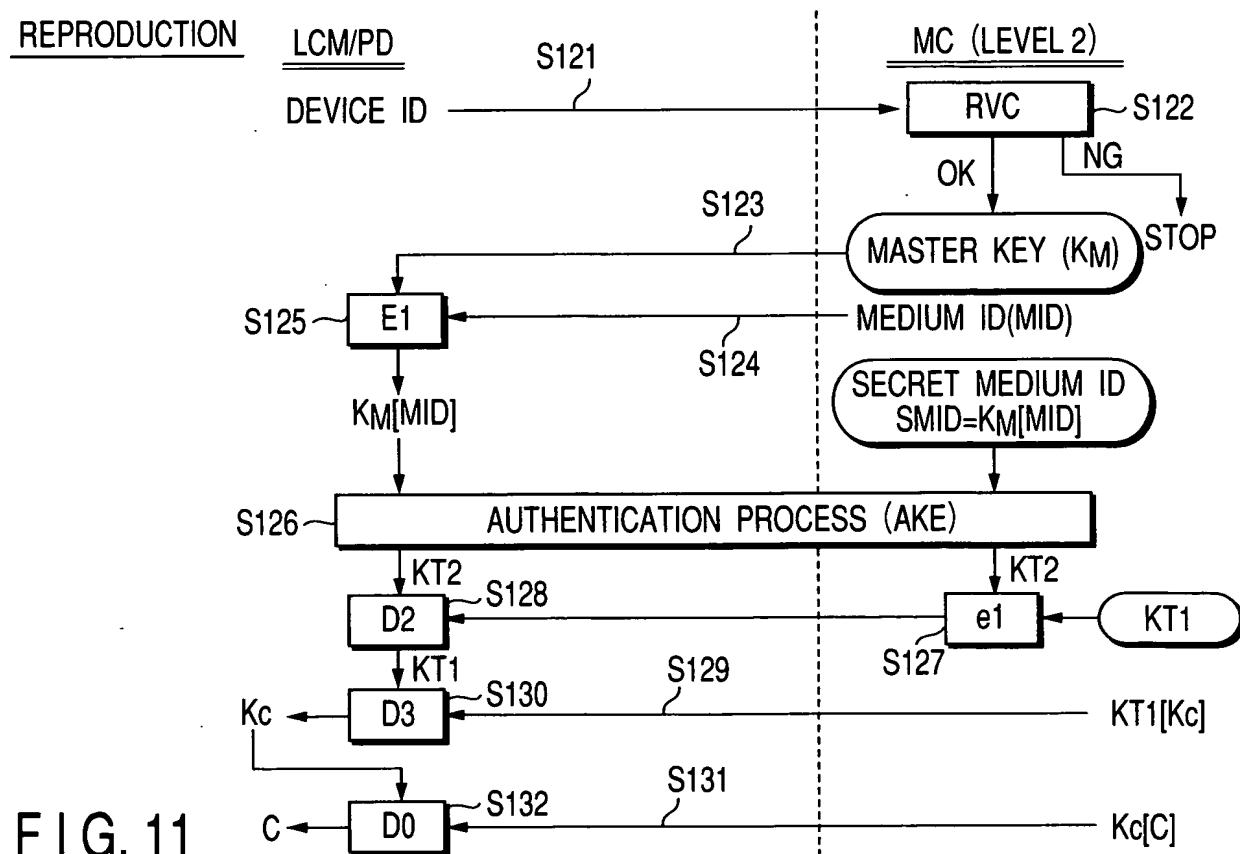 REPRODUCTION
LCM/PD
MC (LEVEL 2)
S121
DEVICE ID
RVC
S122
OK
NG
STOP
S123
MASTER KEY (KM)
S125
E1
MEDIUM ID(MID)
S124
KM[MID]
SECRET MEDIUM ID
SMID=KM[MID]
S126
AUTHENTICATION PROCESS (AKE)
KT2
KT2
D2
S128
e1
KT1
S127
KT1
S129
Kc
D3
S130
KT1[Kc]
S131
C
D0
S132
Kc[C]
FIG. 11